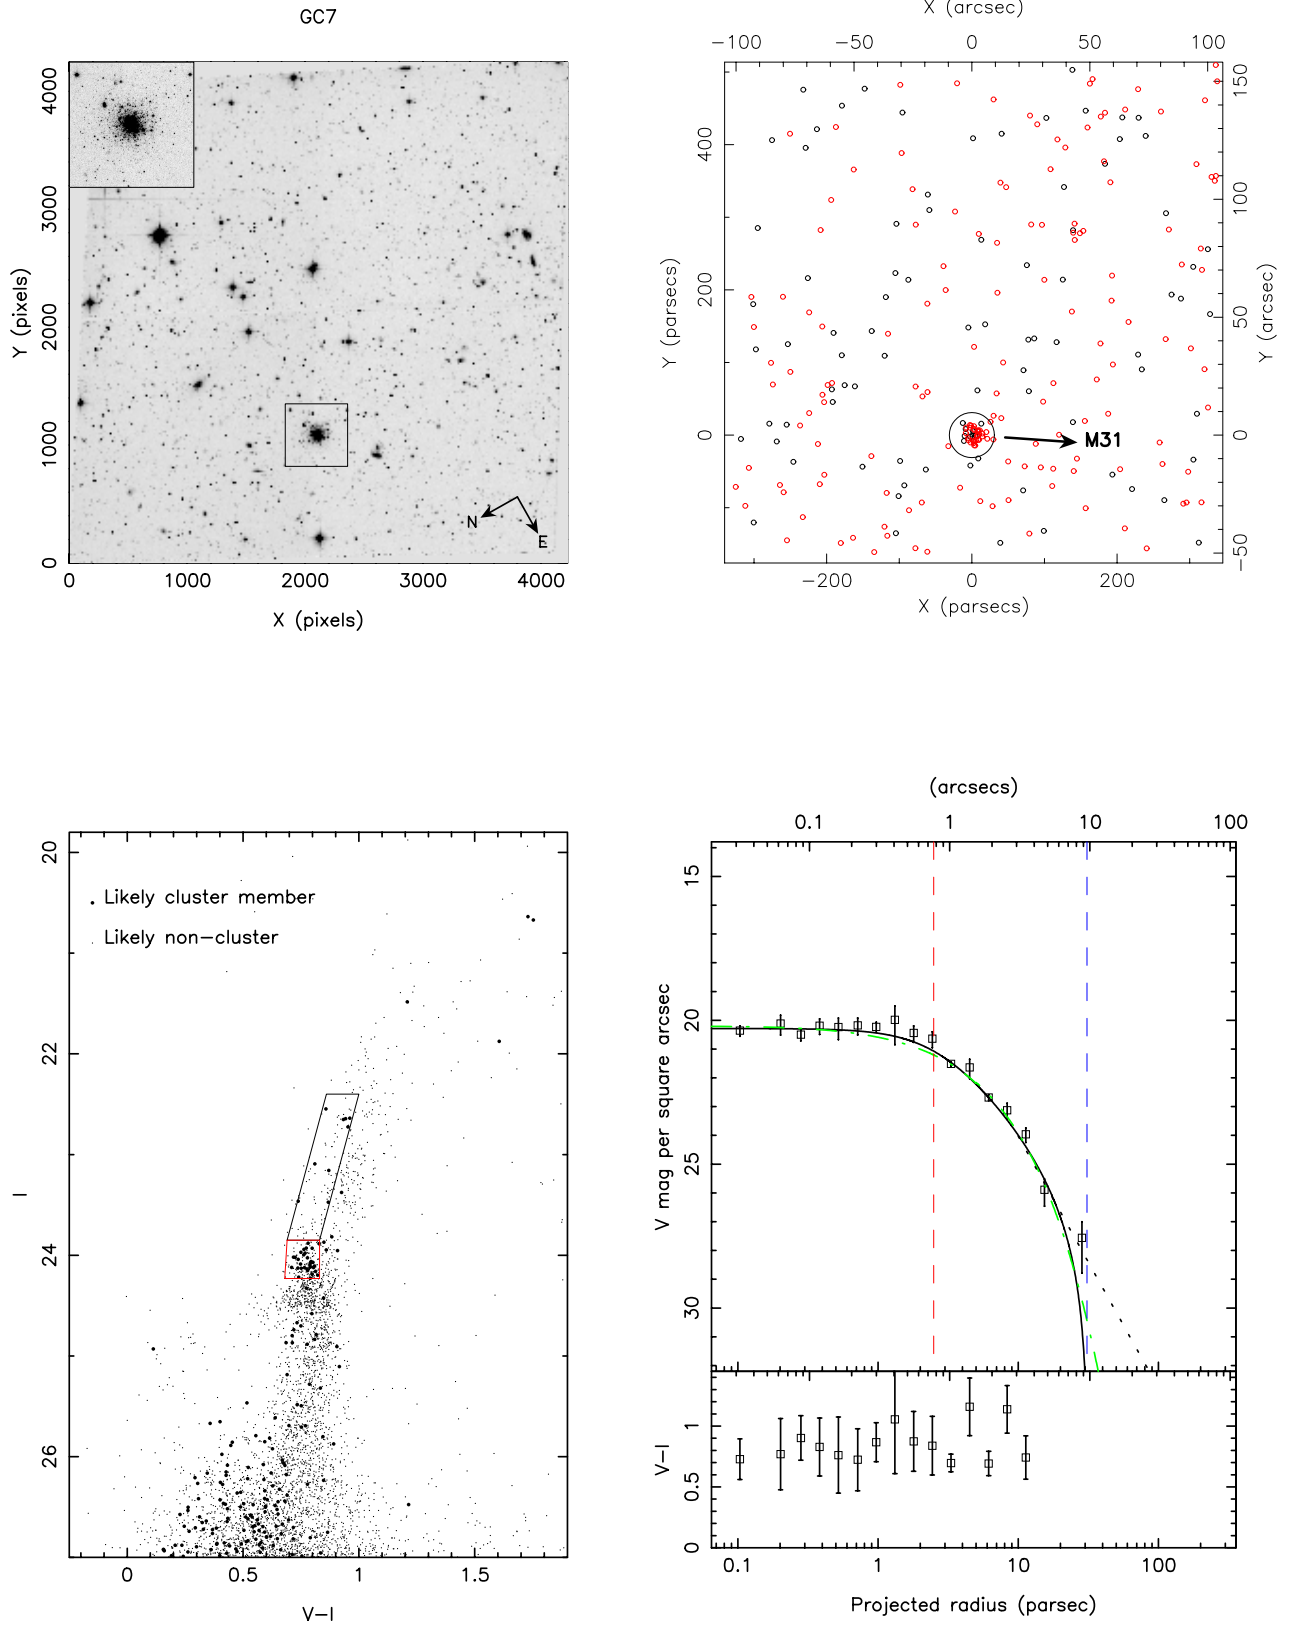 GC7
Y (pixels)
0 1000 2000 3000 4000
N
E
0 1000 2000 3000 4000
X (pixels)
X (arcsec)
−100 −50 0 50 100
Y (parsecs)
0 200 400
M31
Y (arcsec)
−50 0 50 100 150
−200 0 200
X (parsecs)
20
22
24
26
I
Likely cluster member
Likely non−cluster
0 0.5 1 1.5
V−I
(arcsecs)
0.1 1 10 100
V mag per square arcsec
15
20
25
30
V−I
0 0.5 1
0.1 1 10 100
Projected radius (parsec)